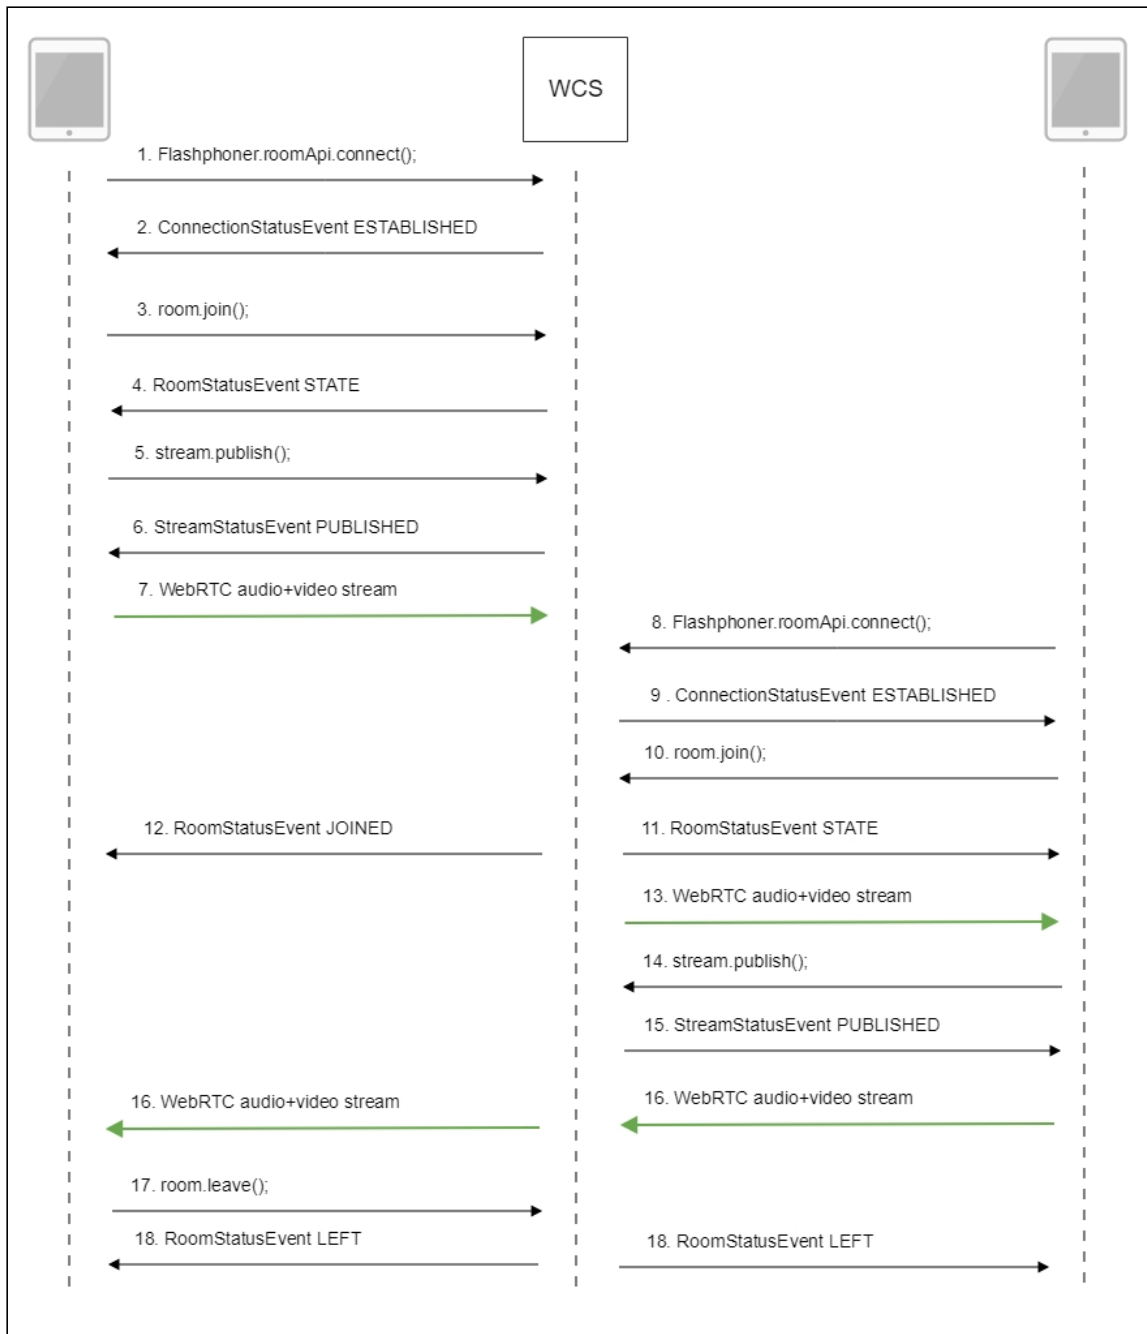 WCS
1. Flashphoner.roomApi.connect();
2. ConnectionStatusEvent ESTABLISHED
3. room.join();
4. RoomStatusEvent STATE
5. stream.publish();
6. StreamStatusEvent PUBLISHED
7. WebRTC audio+video stream
8. Flashphoner.roomApi.connect();
9 . ConnectionStatusEvent ESTABLISHED
10. room.join();
12. RoomStatusEvent JOINED
11. RoomStatusEvent STATE
13. WebRTC audio+video stream
14. stream.publish();
15. StreamStatusEvent PUBLISHED
16. WebRTC audio+video stream
16. WebRTC audio+video stream
17. room.leave();
18. RoomStatusEvent LEFT
18. RoomStatusEvent LEFT